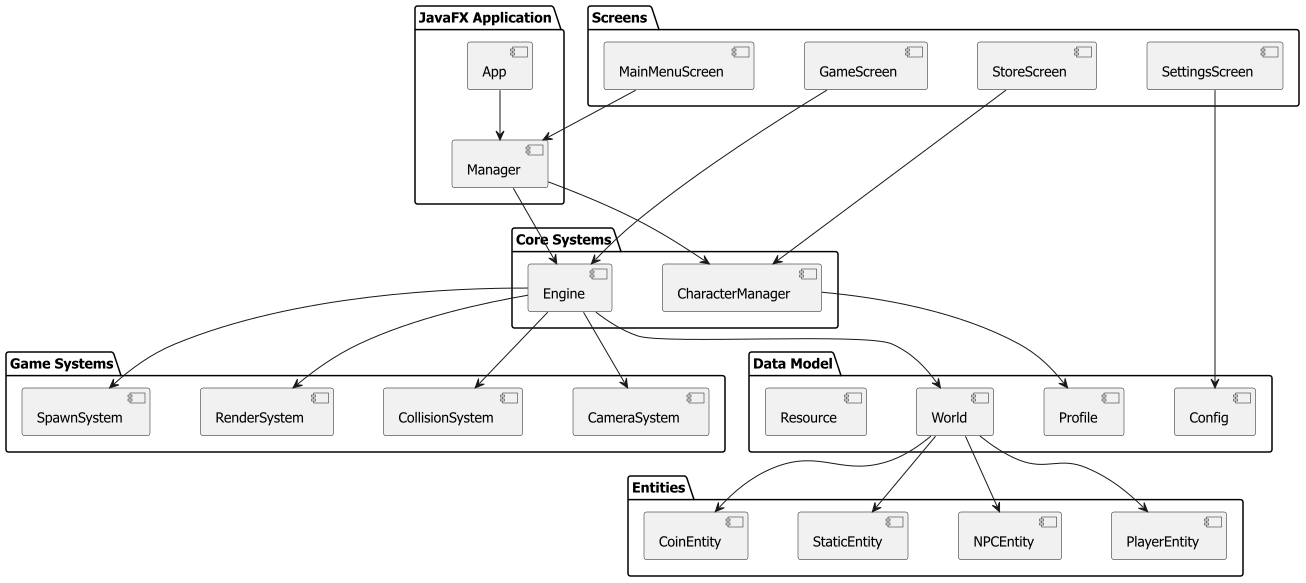 JavaFX Application
Screens
App
MainMenuScreen
GameScreen
StoreScreen
SettingsScreen
Manager
Core Systems
Engine
CharacterManager
Game Systems
Data Model
SpawnSystem
RenderSystem
CollisionSystem
CameraSystem
Resource
World
Profile
Config
Entities
CoinEntity
StaticEntity
NPCEntity
PlayerEntity